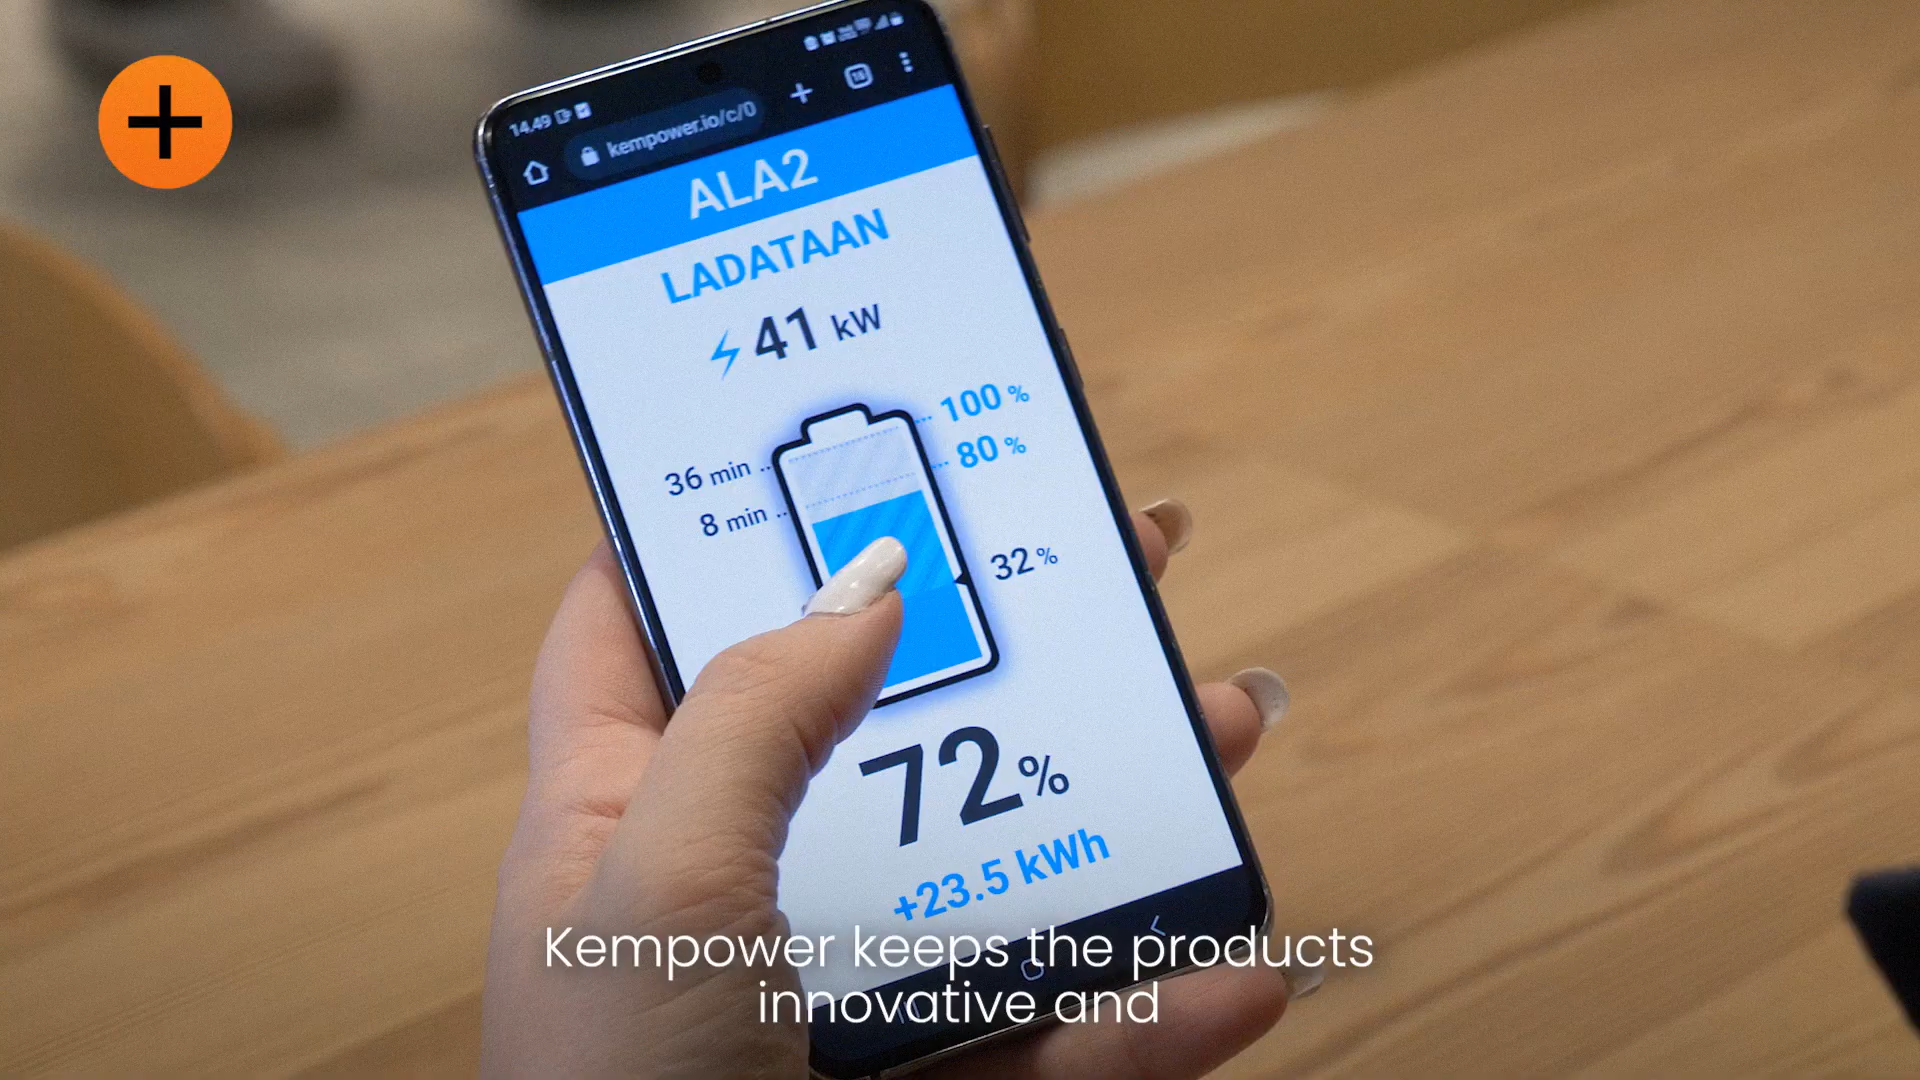 14.49
kempower.io/c/0
16
ALA2
LADATAAN
41 kW
100 %
80 %
36 min
8 min
32 %
72 %
+23.5 kWh
Kempower keeps the products
innovative and